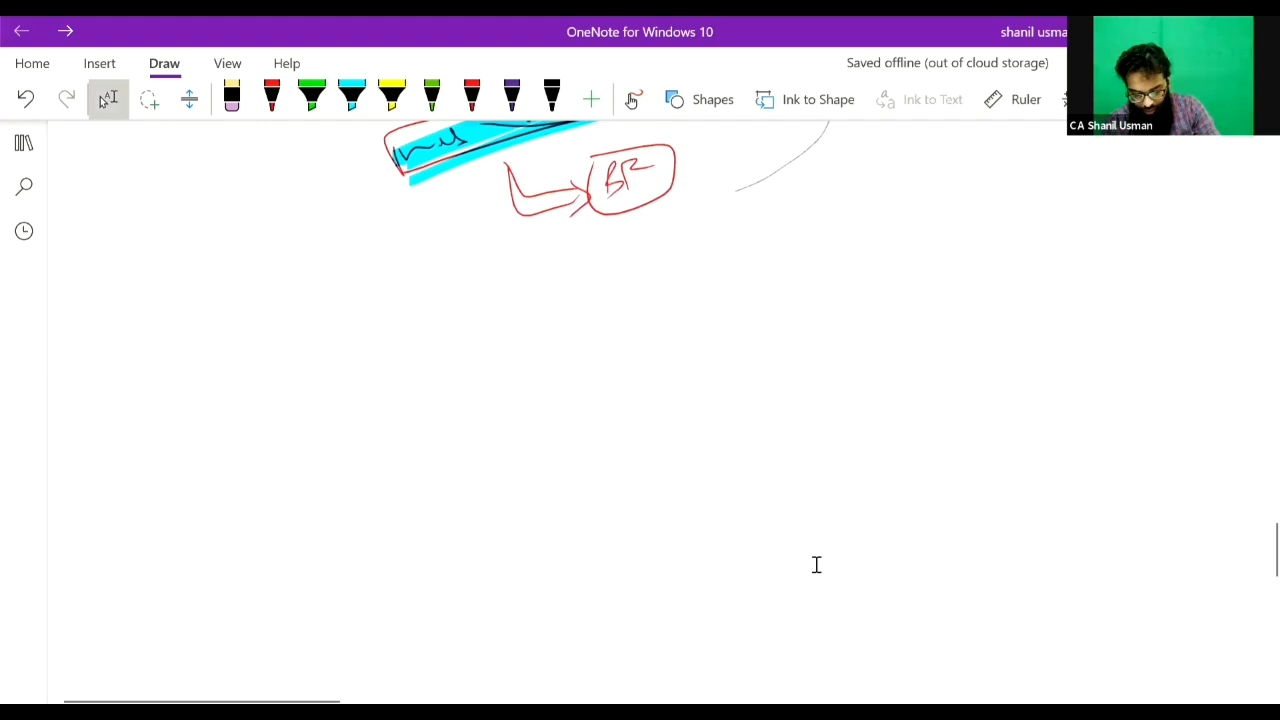 OneNote for Windows 10
shanil usma
Home Insert Draw View Help
Saved offline (out of cloud storage)
Shapes Ink to Shape Ink to Text Ruler
CA Shanil Usman
BF